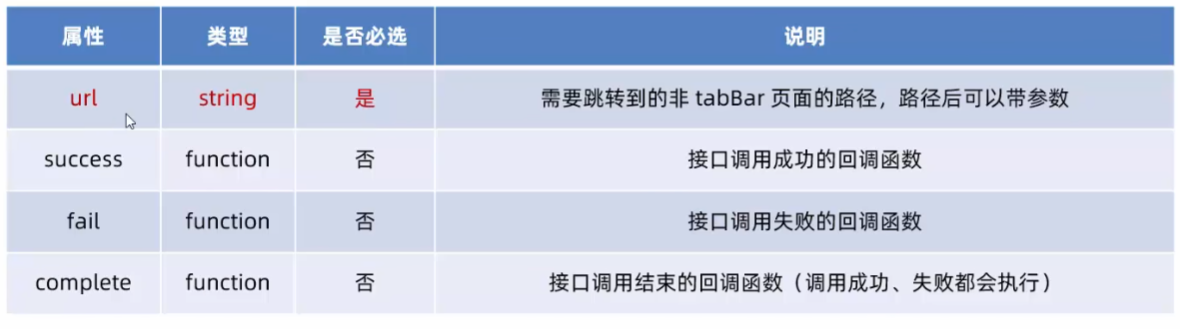 属性 类型 是否必选 说明
url string 是 需要跳转到的非 tabBar 页面的路径，路径后可以带参数
success function 否 接口调用成功的回调函数
fail function 否 接口调用失败的回调函数
complete function 否 接口调用结束的回调函数（调用成功、失败都会执行）